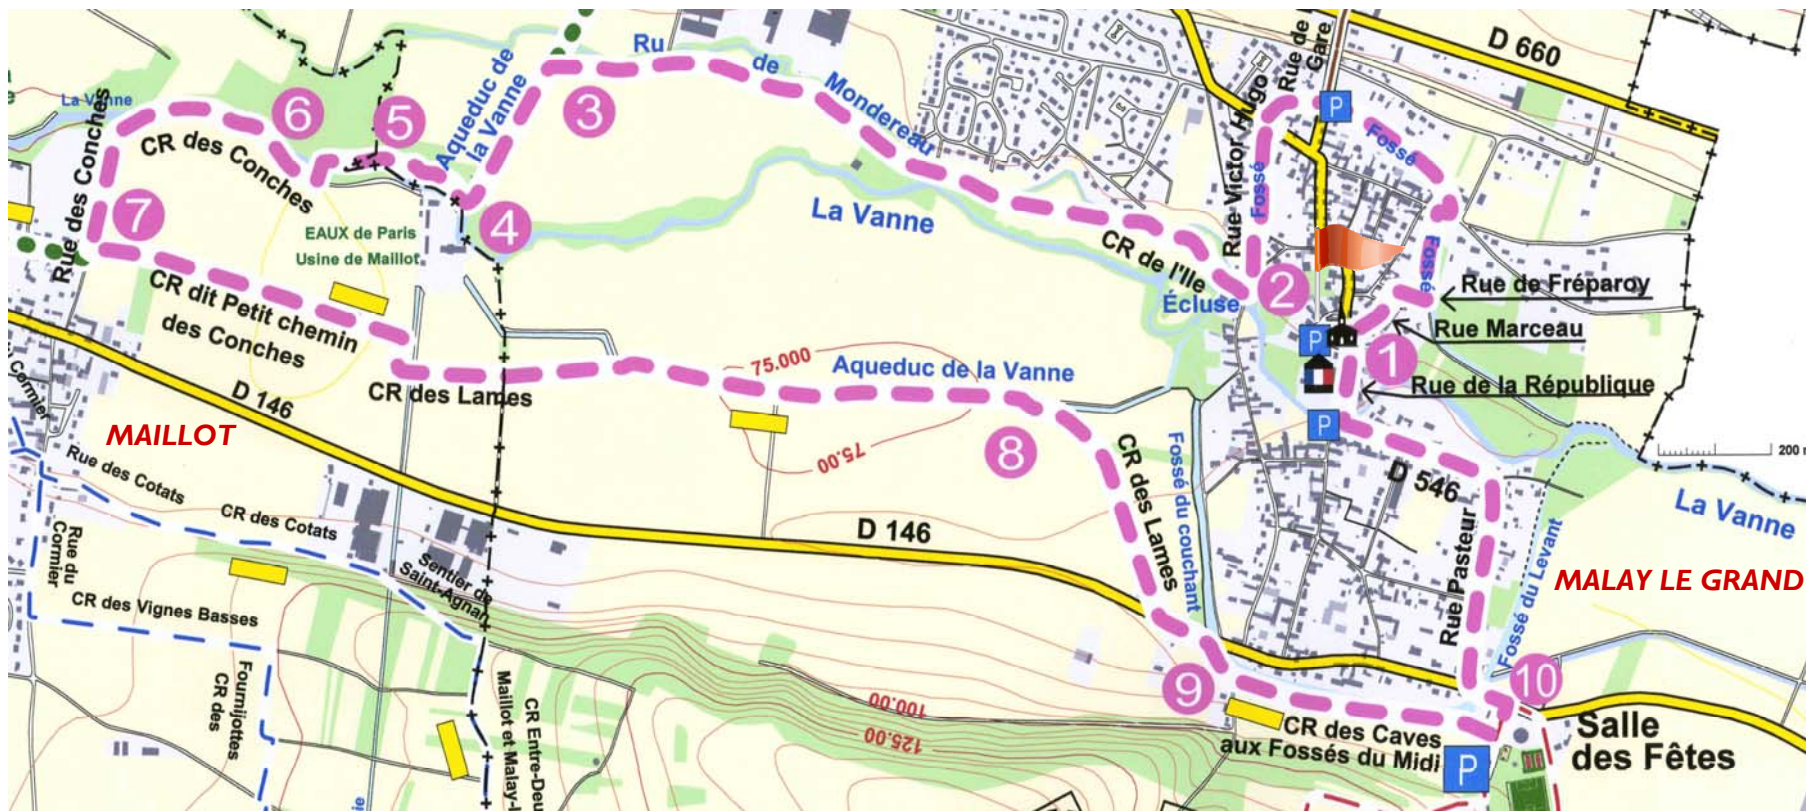 D 660
Rue de
Gare
Ru
de
Mondereau
Aqueduc de
la Vanne
La Vanne
Rue des Conches
CR des Conches
6
5
3
4
7
EAUX de Paris
Usine de Maillot
La Vanne
CR de l'Ile
Écluse
Rue Victor Hugo
Fossé
P
Fossé
Fossé
2
Rue de Fréparoy
Rue Marceau
1
P
Rue de la République
P
CR dit Petit chemin
des Conches
CR des Lames
75.000
Aqueduc de la Vanne
75.00
8
D 146
MAILLOT
Cormier
Rue des Cotats
CR des Cotats
Rue du
Cormier
CR des Vignes Basses
Sentier de
Saint-Agnan
D 146
CR des Lames
Fossé du couchant
D 546
Rue Pasteur
Fossé du Levant
200
La Vanne
MALAY LE GRAND
9
10
100.00
125.00
CR des Caves
aux Fossés du Midi
P
Salle
des Fêtes
Fournijottes
CR des
CR Entre-Deu
Maillot et Malay-l